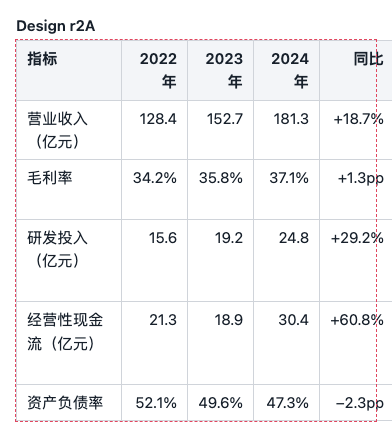 Design r2A
指标 2022 2023 2024 同比
年 年 年
营业收入 128.4 152.7 181.3 +18.7%
（亿元）
毛利率 34.2% 35.8% 37.1% +1.3pp
研发投入 15.6 19.2 24.8 +29.2%
（亿元）
经营性现金 21.3 18.9 30.4 +60.8%
流（亿元）
资产负债率 52.1% 49.6% 47.3% −2.3pp